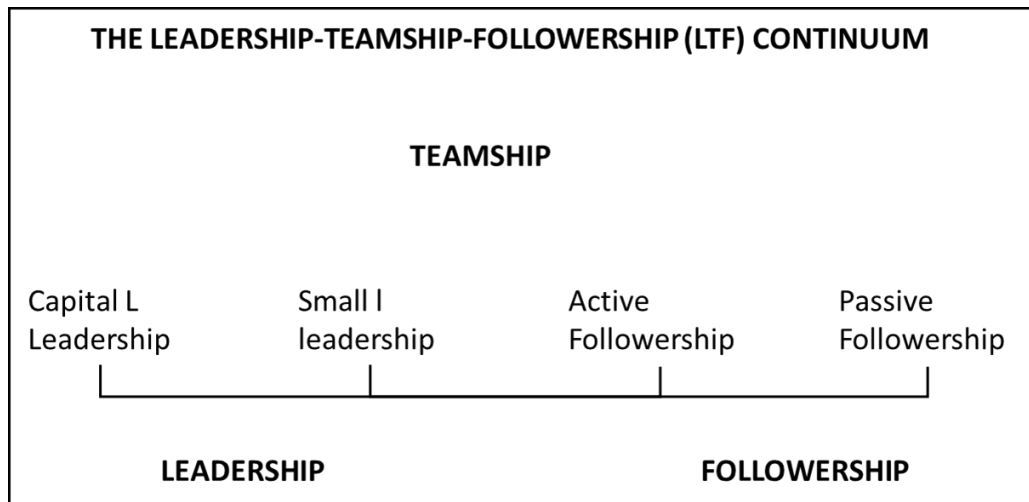 THE LEADERSHIP-TEAMSHIP-FOLLOWERSHIP (LTF) CONTINUUM
TEAMSHIP
Capital L
Leadership
Small l
leadership
Active
Followership
Passive
Followership
LEADERSHIP
FOLLOWERSHIP